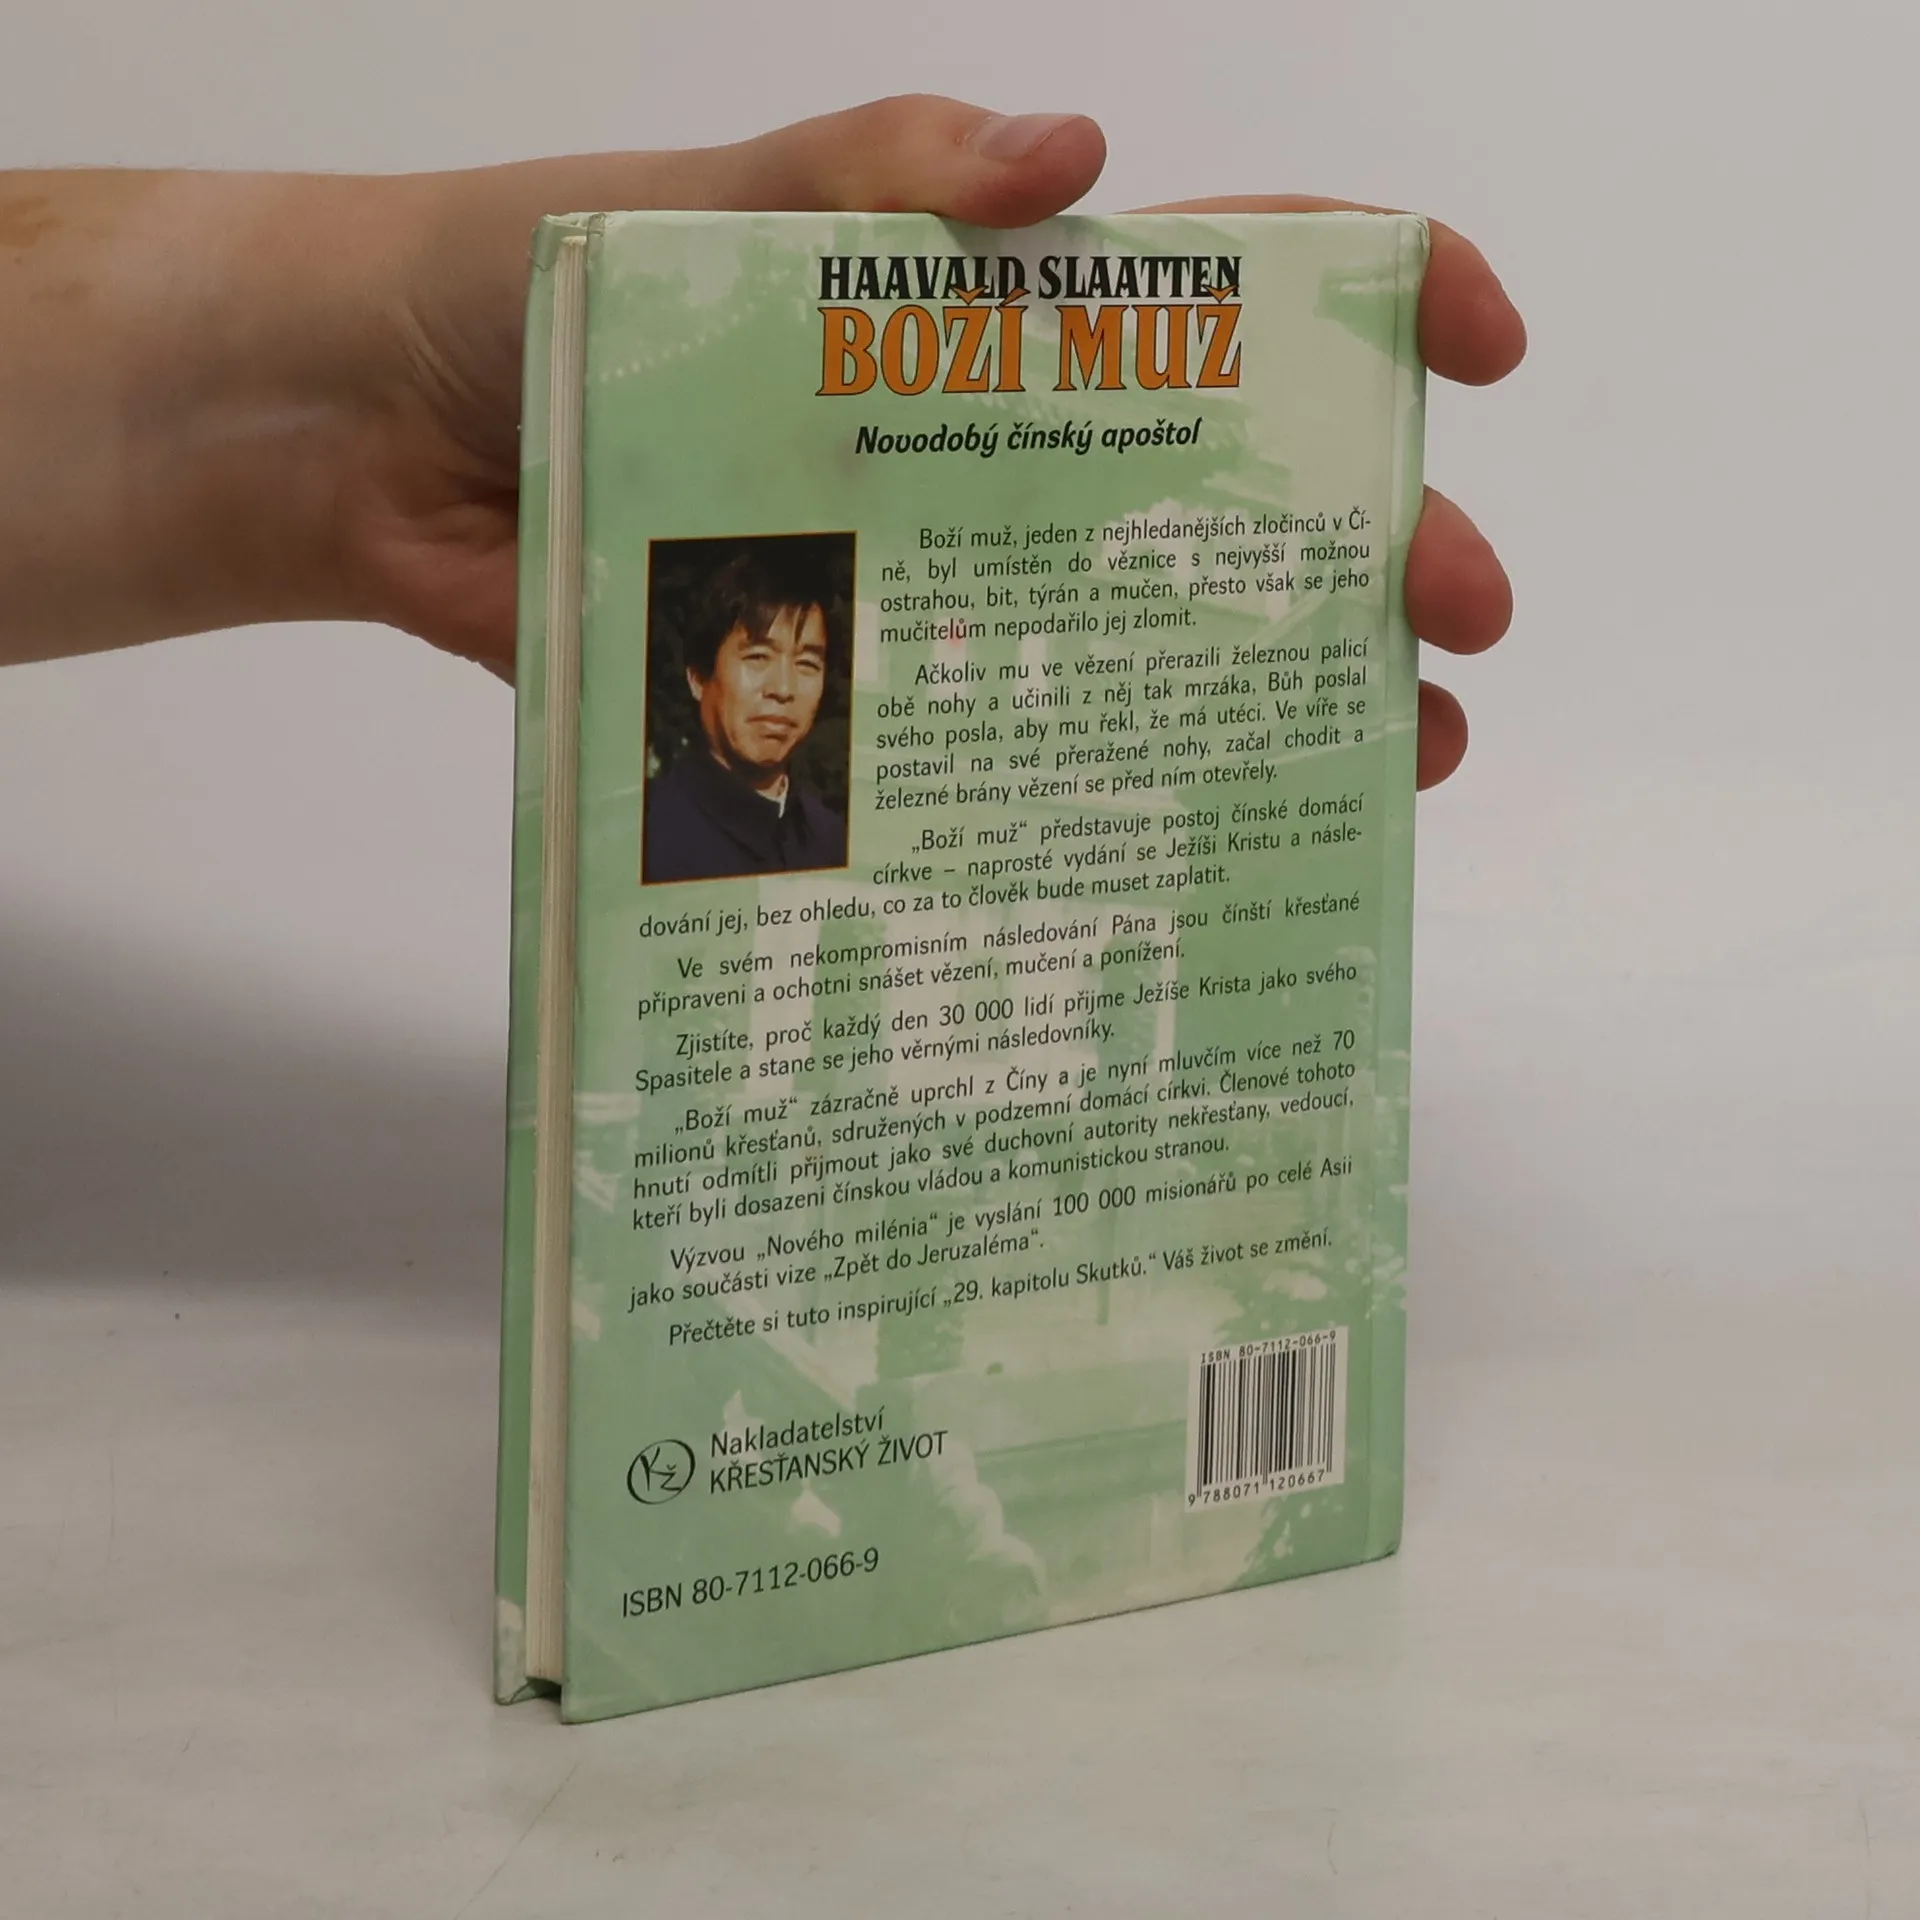 HAAVALD SLAATTEN
BOŽÍ MUŽ
Novodobý čínský apoštol
Boží muž, jeden z nejhledanějších zločinců v Čí-
ně, byl umístěn do věznice s nejvyšší možnou
ostrahou, bit, týrán a mučen, přesto však se jeho
mučitelům nepodařilo jej zlomit.
Ačkoliv mu ve vězení přerazili železnou palicí
obě nohy a učinili z něj tak mrzáka, Bůh poslal
svého posla, aby mu řekl, že má utéci. Ve víře se
postavil na své přeražené nohy, začal chodit a
železné brány vězení se před ním otevřely.
„Boží muž“ představuje postoj čínské domácí
církve – naprosté vydání se Ježíši Kristu a násle-
dování jej, bez ohledu, co za to člověk bude muset zaplatit.
Ve svém nekompromisním následování Pána jsou čínští křesťané
připraveni a ochotni snášet vězení, mučení a ponížení.
Zjistíte, proč každý den 30 000 lidí přijme Ježíše Krista jako svého
Spasitele a stane se jeho věrnými následovníky.
„Boží muž“ zázračně uprchl z Číny a je nyní mluvčím více než 70
milionů křesťanů, sdružených v podzemní domácí církvi. Členové tohoto
hnutí odmítli přijmout jako své duchovní autority nekřesťany, vedoucí,
kteří byli dosazeni čínskou vládou a komunistickou stranou.
Výzvou „Nového milénia“ je vyslání 100 000 misionářů po celé Asii
jako součásti vize „Zpět do Jeruzaléma“.
Přečtěte si tuto inspirující „29. kapitolu Skutků.“ Váš život se změní.
ISBN 80-7112-066-9
9 788071 120667
Kž
Nakladatelství
KŘESŤANSKÝ ŽIVOT
ISBN 80-7112-066-9